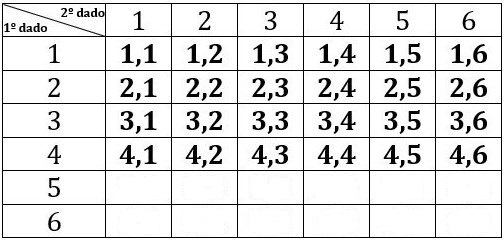 1º dado 2º dado 1 2 3 4 5 6
1 1,1 1,2 1,3 1,4 1,5 1,6
2 2,1 2,2 2,3 2,4 2,5 2,6
3 3,1 3,2 3,3 3,4 3,5 3,6
4 4,1 4,2 4,3 4,4 4,5 4,6
5
6